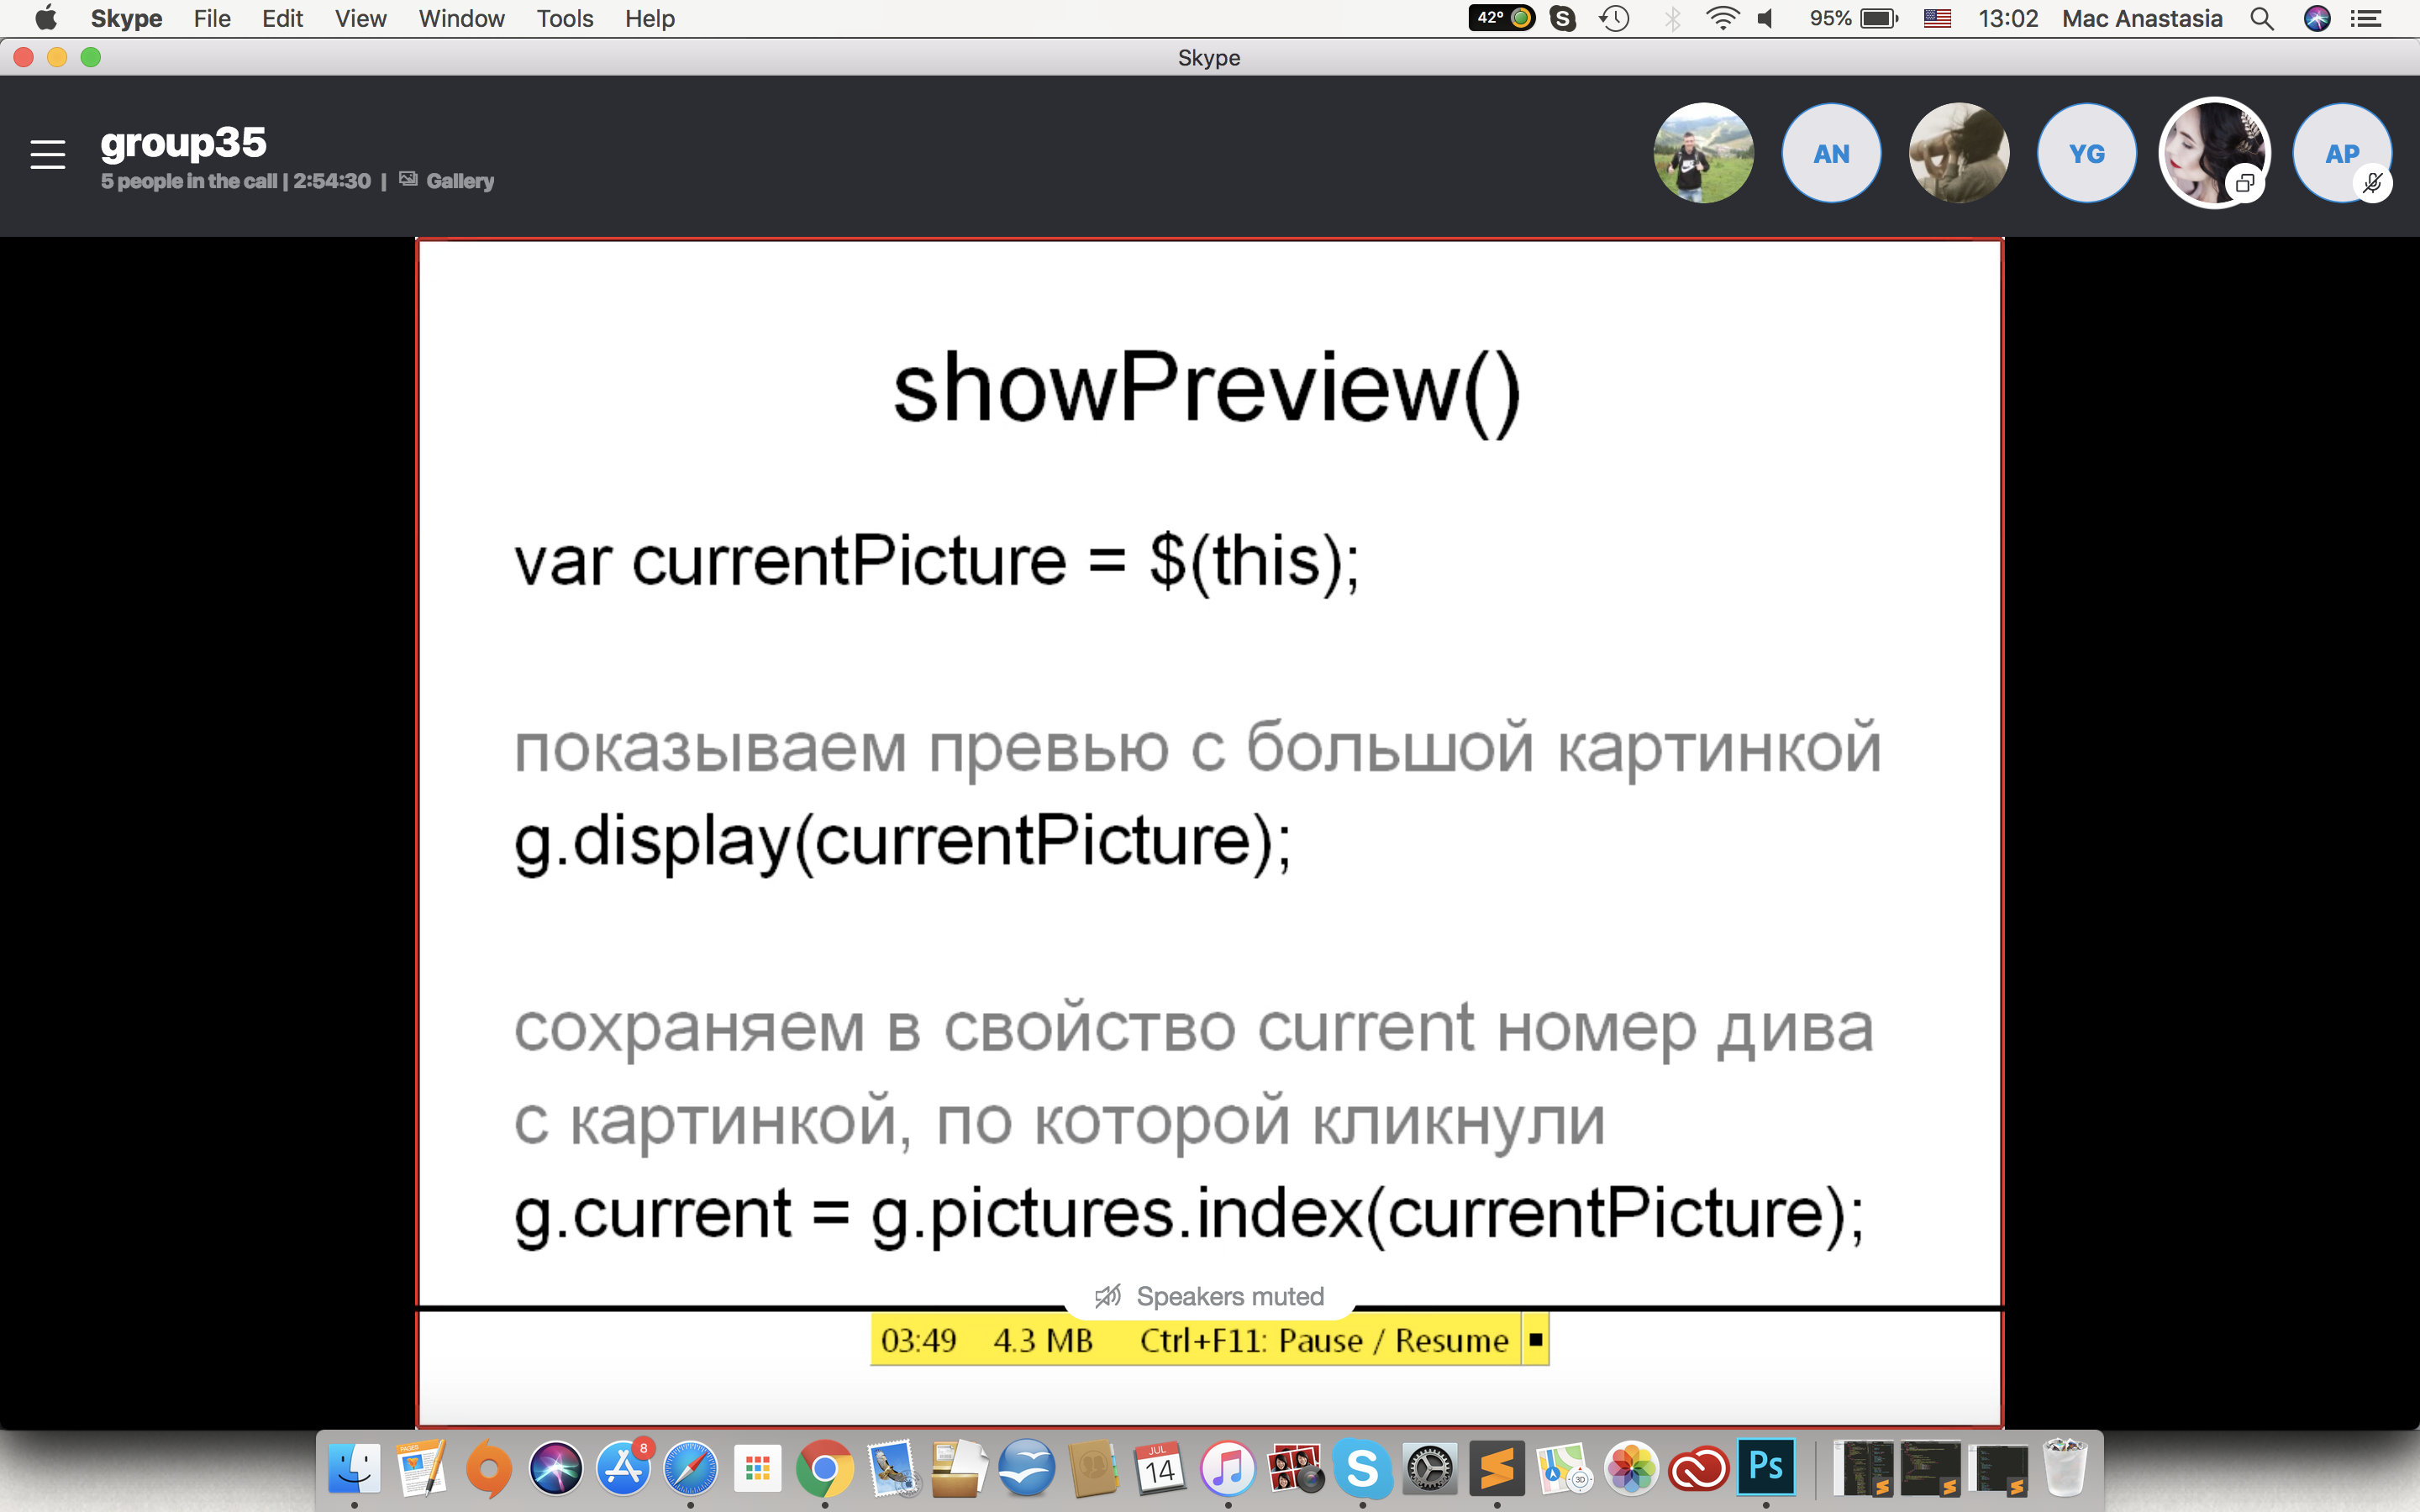 Skype File Edit View Window Tools Help 42° 95% 13:02 Mac Anastasia
Skype
group35
5 people in the call | 2:54:30 | Gallery
AN YG AP
showPreview()
var currentPicture = $(this);
показываем превью с большой картинкой
g.display(currentPicture);
сохраняем в свойство current номер дива
с картинкой, по которой кликнули
g.current = g.pictures.index(currentPicture);
Speakers muted
03:49 4.3 MB Ctrl+F11: Pause / Resume
PAGES 8 JUL 14 3D Ps